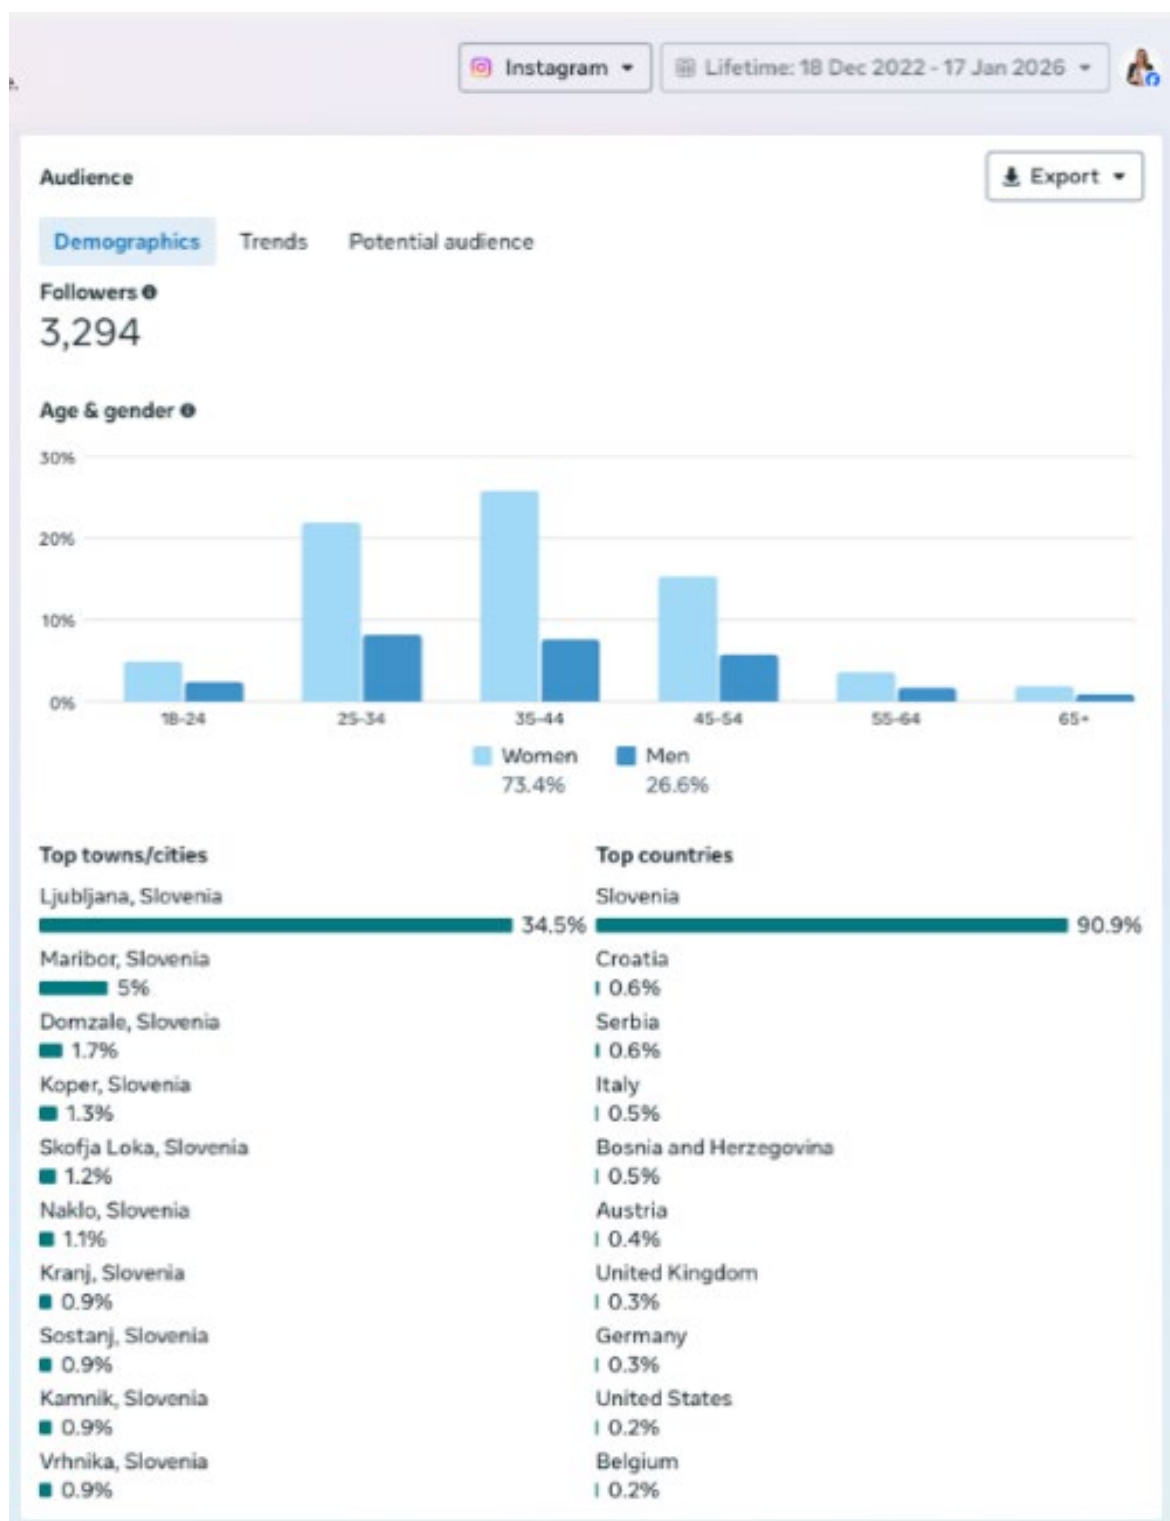 e.
Instagram
Lifetime: 18 Dec 2022 - 17 Jan 2026
Audience
Export
Demographics Trends Potential audience
Followers
3,294
Age & gender
30%
20%
10%
0%
18-24 25-34 35-44 45-54 55-64 65+
Women Men
73.4% 26.6%
Top towns/cities
Ljubljana, Slovenia
34.5%
Maribor, Slovenia
5%
Domzale, Slovenia
1.7%
Koper, Slovenia
1.3%
Skofja Loka, Slovenia
1.2%
Naklo, Slovenia
1.1%
Kranj, Slovenia
0.9%
Sostanj, Slovenia
0.9%
Kamnik, Slovenia
0.9%
Vrhnika, Slovenia
0.9%
Top countries
Slovenia
90.9%
Croatia
0.6%
Serbia
0.6%
Italy
0.5%
Bosnia and Herzegovina
0.5%
Austria
0.4%
United Kingdom
0.3%
Germany
0.3%
United States
0.2%
Belgium
0.2%